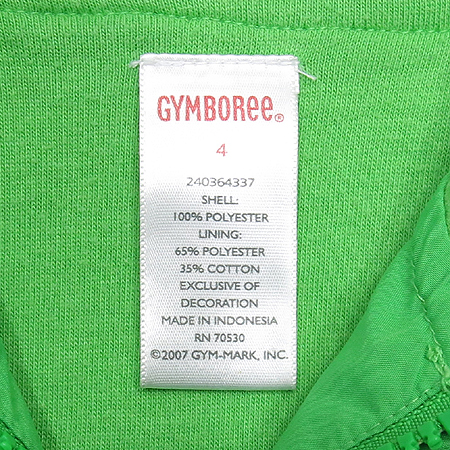 GYMBOREE®
4
240364337
SHELL:
100% POLYESTER
LINING:
65% POLYESTER
35% COTTON
EXCLUSIVE OF
DECORATION
MADE IN INDONESIA
RN 70530
©2007 GYM-MARK, INC.